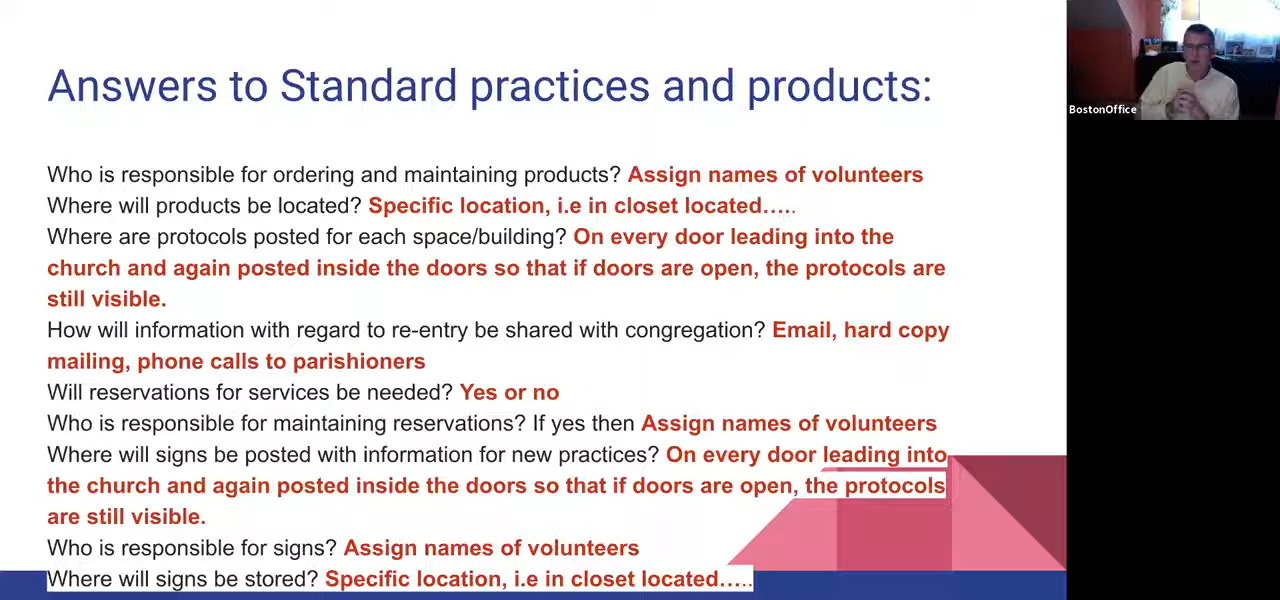 Answers to Standard practices and products:
BostonOffice
Who is responsible for ordering and maintaining products? Assign names of volunteers
Where will products be located? Specific location, i.e in closet located…..
Where are protocols posted for each space/building? On every door leading into the
church and again posted inside the doors so that if doors are open, the protocols are
still visible.
How will information with regard to re-entry be shared with congregation? Email, hard copy
mailing, phone calls to parishioners
Will reservations for services be needed? Yes or no
Who is responsible for maintaining reservations? If yes then Assign names of volunteers
Where will signs be posted with information for new practices? On every door leading into
the church and again posted inside the doors so that if doors are open, the protocols
are still visible.
Who is responsible for signs? Assign names of volunteers
Where will signs be stored? Specific location, i.e in closet located…..